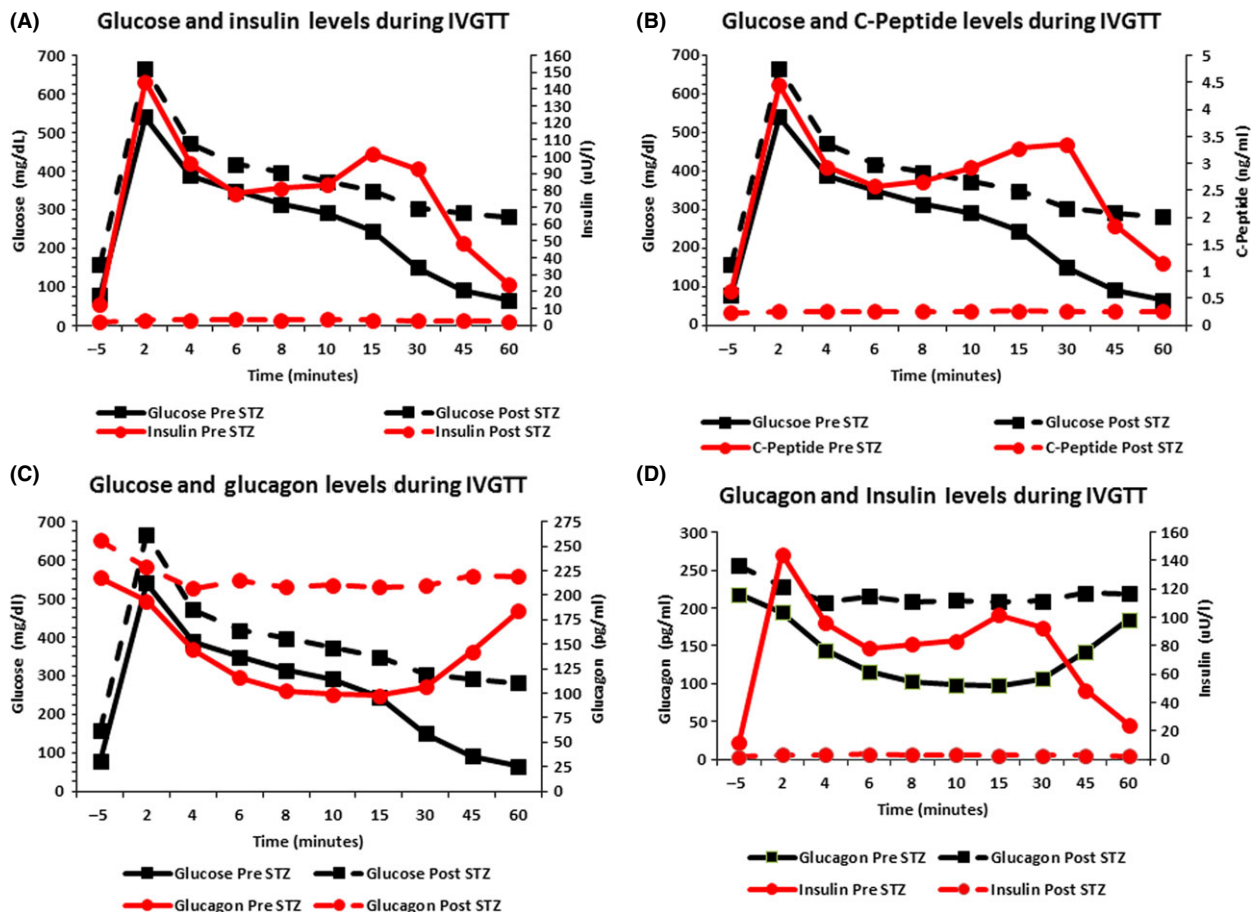 (A)
Glucose and insulin levels during IVGTT
700
600
500
400
300
200
100
0
Glucose (mg/dL)
160
150
140
130
120
110
100
90
80
70
60
50
40
30
20
10
0
Insulin (uU/l)
–5 2 4 6 8 10 15 30 45 60
Time (minutes)
Glucose Pre STZ Glucose Post STZ
Insulin Pre STZ Insulin Post STZ
(B)
Glucose and C-Peptide levels during IVGTT
700
600
500
400
300
200
100
0
Glucose (mg/dl)
5
4.5
4
3.5
3
2.5
2
1.5
1
0.5
0
C-Peptide (ng/ml)
–5 2 4 6 8 10 15 30 45 60
Time (minutes)
Glucsoe Pre STZ Glucose Post STZ
C-Peptide Pre STZ C-Peptide Post STZ
(C)
Glucose and glucagon levels during IVGTT
700
600
500
400
300
200
100
0
Glucose (mg/dl)
275
250
225
200
175
150
125
100
75
50
25
0
Glucagon (pg/ml)
–5 2 4 6 8 10 15 30 45 60
Time (minutes)
Glucose Pre STZ Glucose Post STZ
Glucagon Pre STZ Glucagon Post STZ
(D)
Glucagon and Insulin levels during IVGTT
300
250
200
150
100
50
0
Glucagon (pg/ml)
160
140
120
100
80
60
40
20
0
Insulin (uU/l)
–5 2 4 6 8 10 15 30 45 60
Time (minutes)
Glucagon Pre STZ Glucagon Post STZ
Insulin Pre STZ Insulin Post STZ